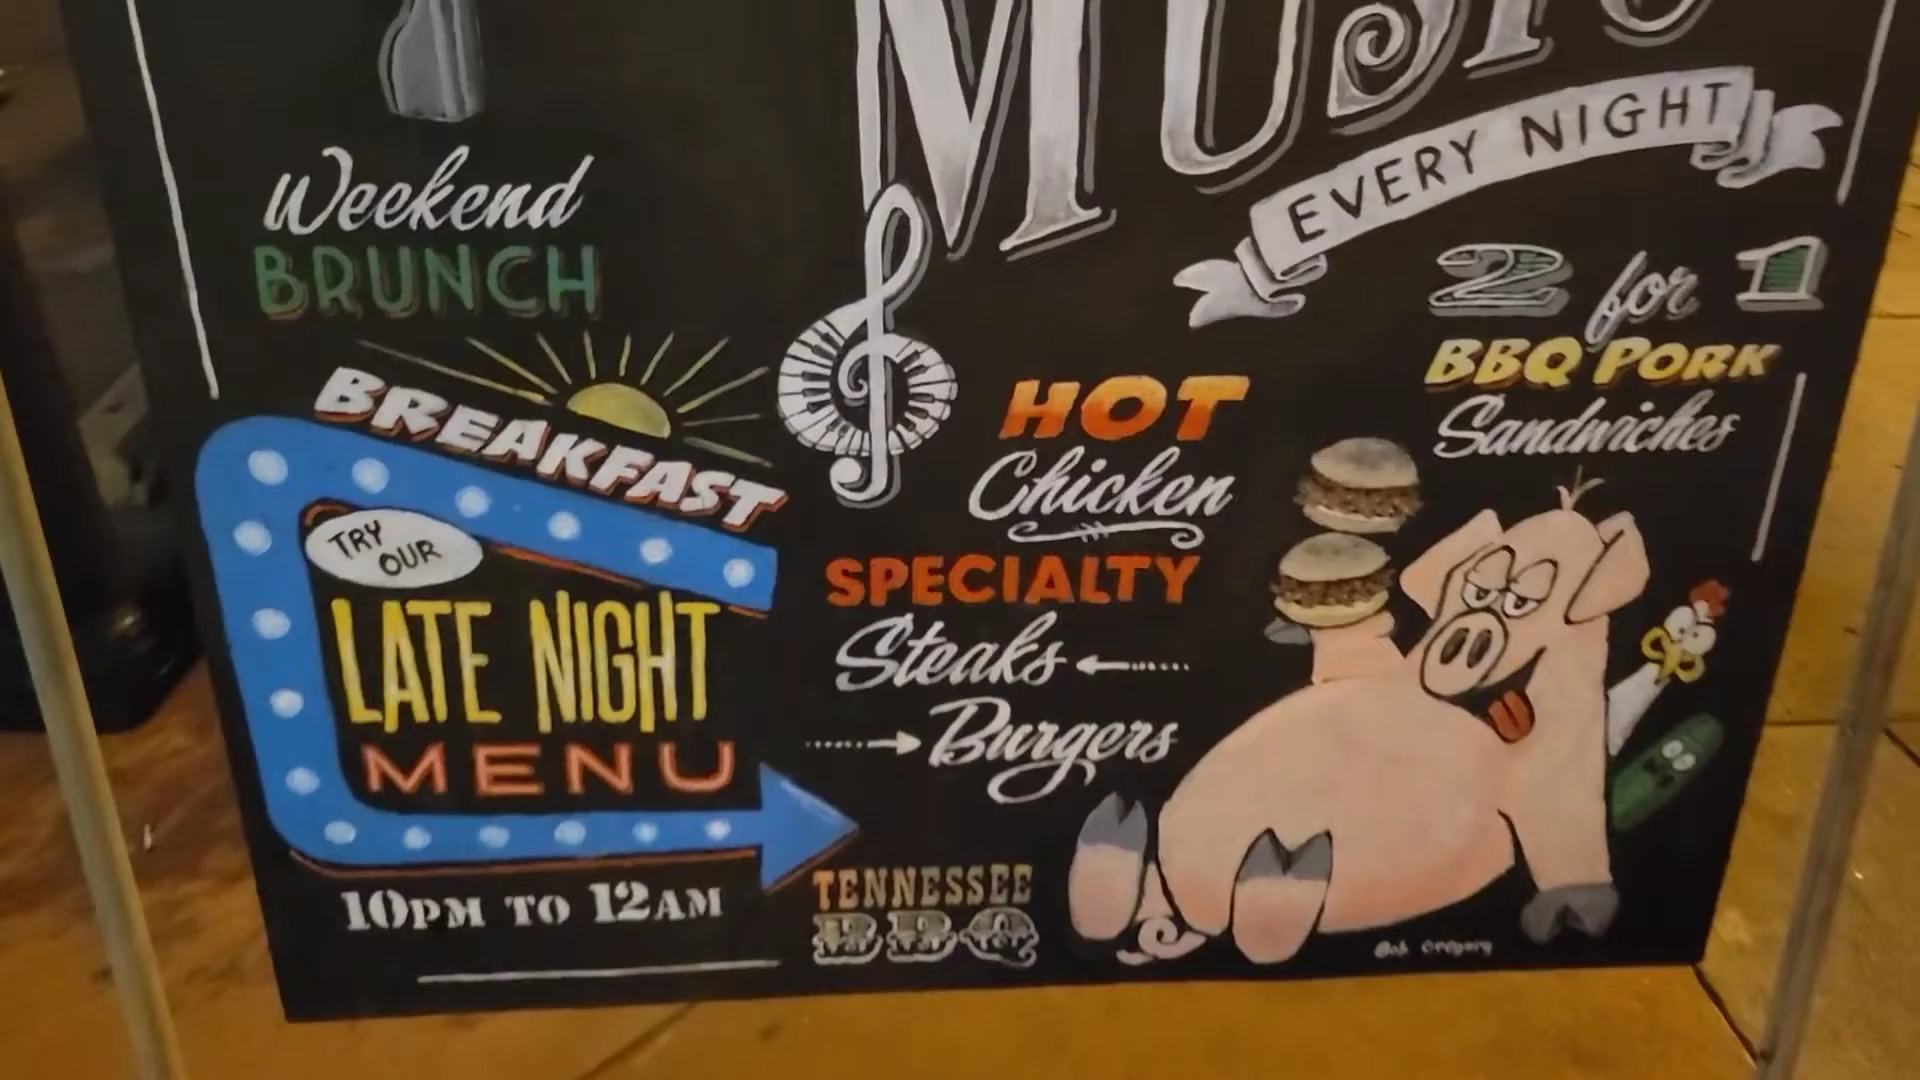 MUSIC
EVERY NIGHT
Weekend
BRUNCH
BREAKFAST
TRY
OUR
LATE NIGHT
MENU
10PM TO 12AM
HOT
Chicken
SPECIALTY
Steaks
Burgers
TENNESSEE
BBQ
2 for 1
BBQ PORK
Sandwiches
Bob Gregory